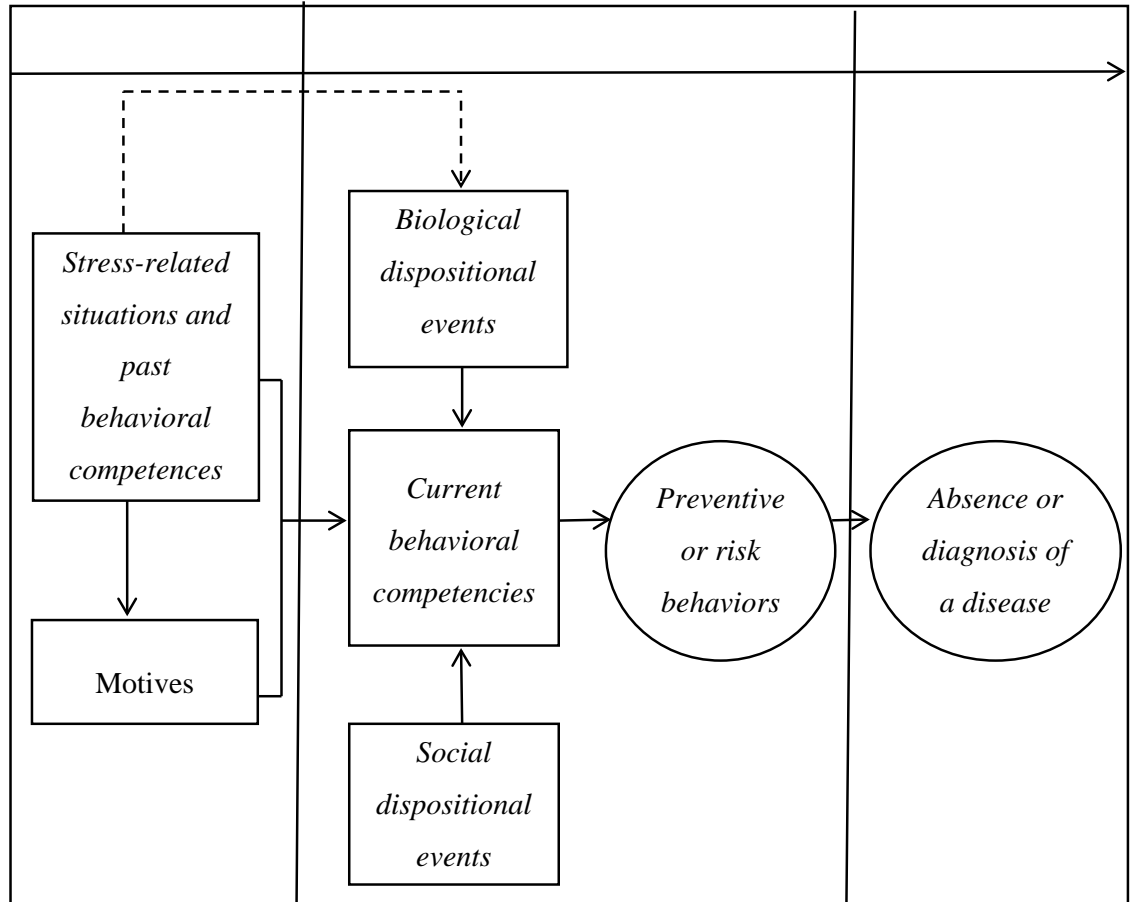 Stress-related
situations and
past
behavioral
competences
Motives
Biological
dispositional
events
Current
behavioral
competencies
Social
dispositional
events
Preventive
or risk
behaviors
Absence or
diagnosis of
a disease